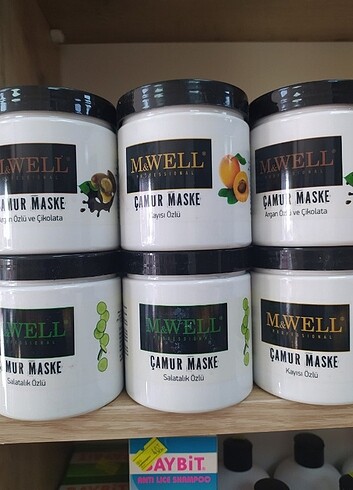 M&WELL®
PROFESSIONAL
ÇAMUR MASKE
Argan Özlü ve Çikolata
M&WELL®
PROFESSIONAL
ÇAMUR MASKE
Kayısı Özlü
M&WELL
PROFESSIONAL
ÇAMUR MASKE
Argan Özlü ve Çikolata
M&WELL®
PROFESSIONAL
AMUR MASKE
Salatalık Özlü
M&WELL®
PROFESSIONAL
ÇAMUR MASKE
Salatalık Özlü
M&WELL®
PROFESSIONAL
ÇAMUR MASKE
Kayısı Özlü
BAYBİT
ANTI LICE SHAMPOO